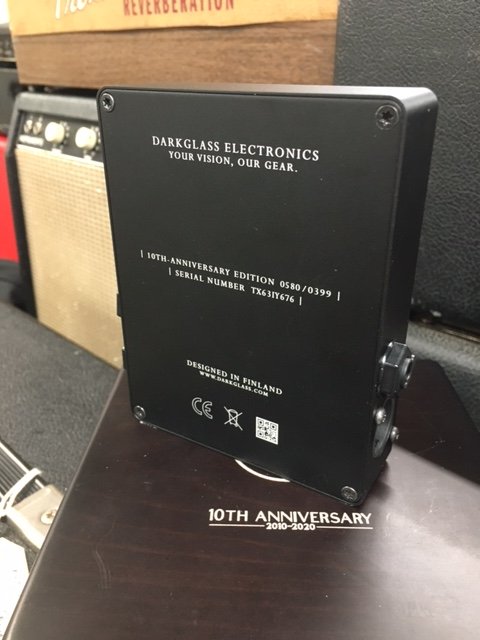 REVERBERATION
DARKGLASS ELECTRONICS
YOUR VISION, OUR GEAR.
| 10TH-ANNIVERSARY EDITION 0580/0399 |
| SERIAL NUMBER TX63IY676 |
DESIGNED IN FINLAND
WWW.DARKGLASS.COM
CE
10TH ANNIVERSARY
2010-2020